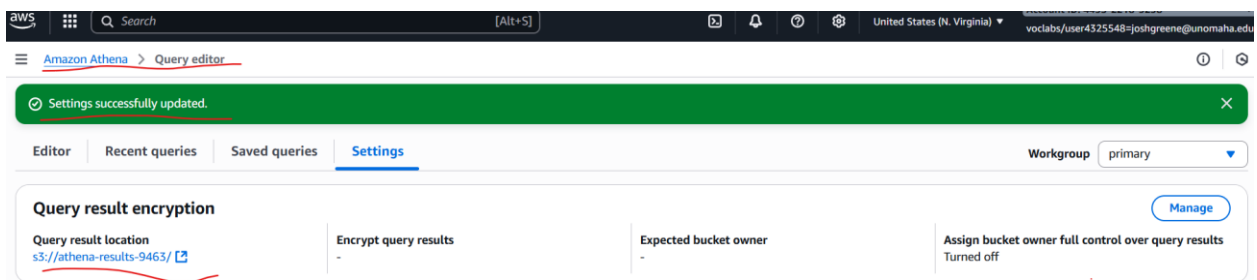 aws Search [Alt+S] United States (N. Virginia)
voclabs/user4325548=joshgreene@unomaha.edu
Amazon Athena > Query editor
Settings successfully updated.
Editor Recent queries Saved queries Settings Workgroup primary
Query result encryption Manage
Query result location Encrypt query results Expected bucket owner Assign bucket owner full control over query results
s3://athena-results-9463/ - - Turned off